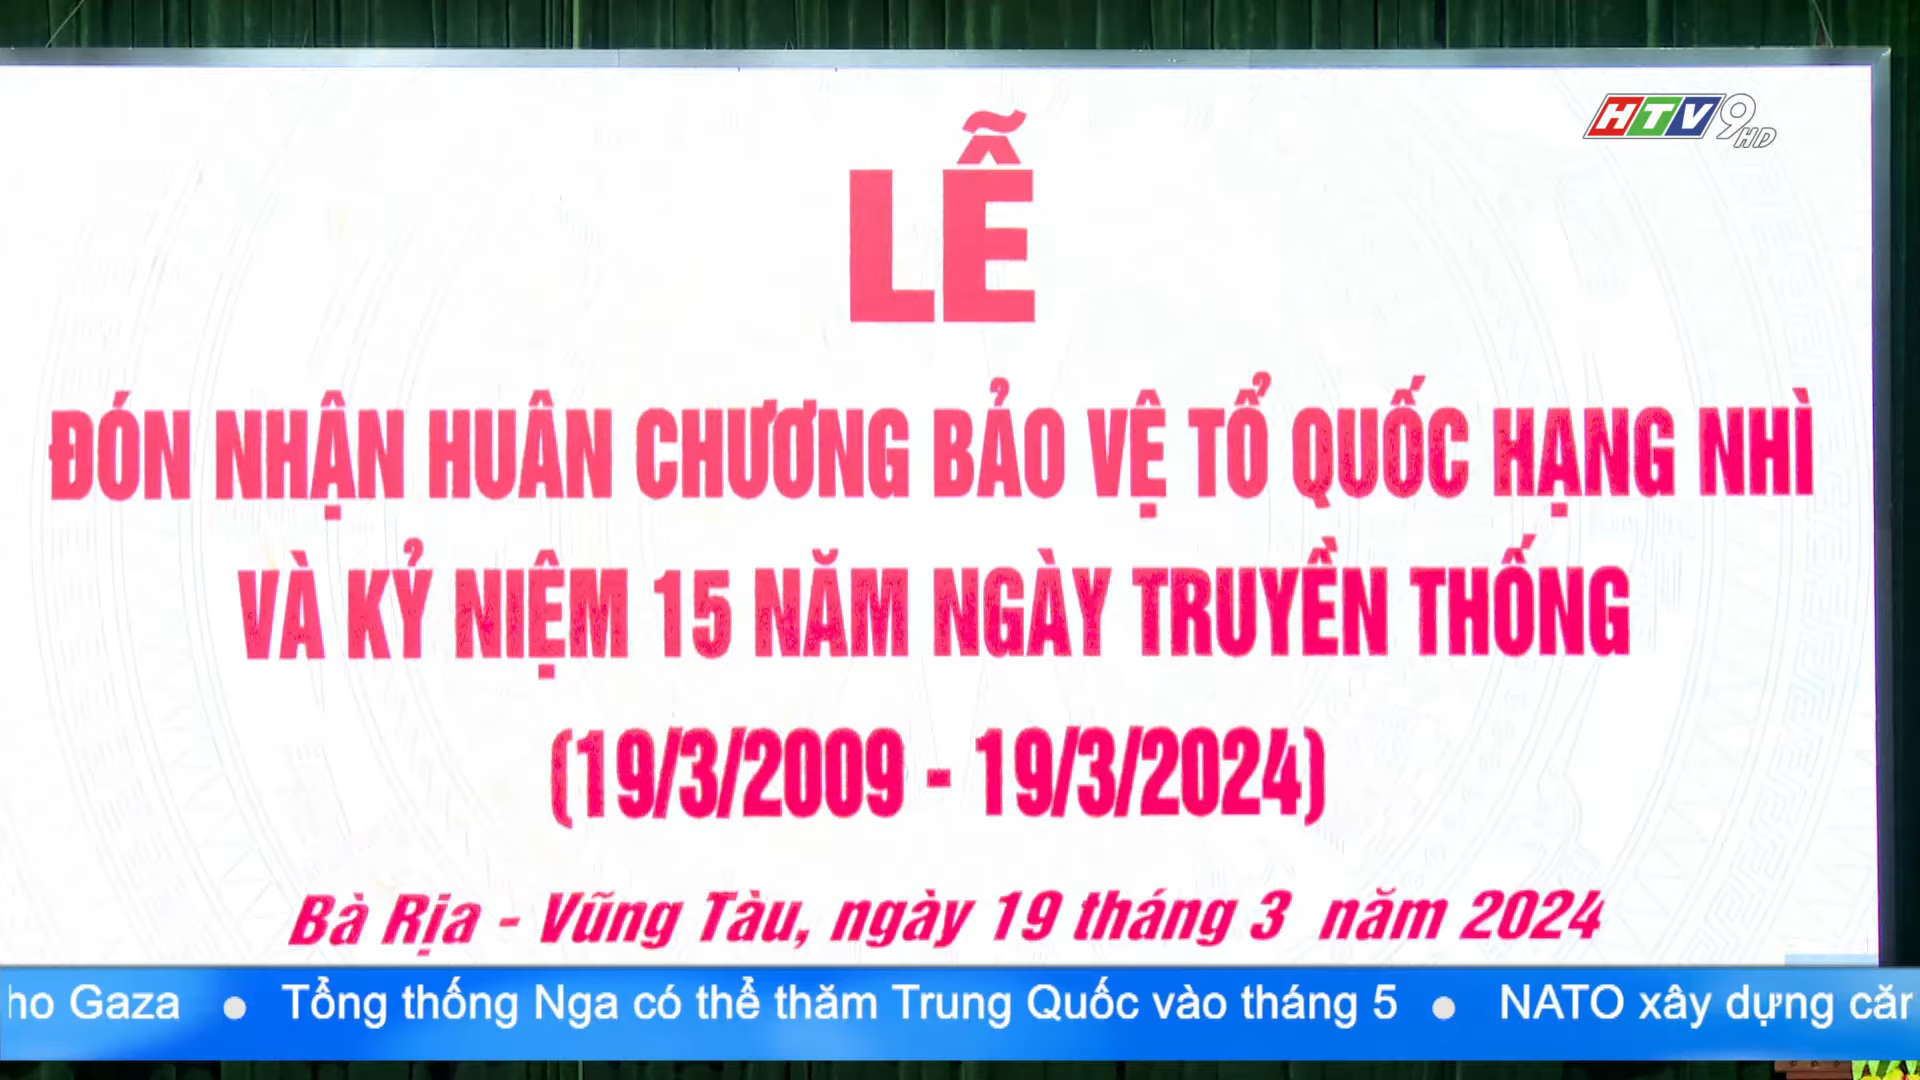 HTV9 HD
LỄ
ĐÓN NHẬN HUÂN CHƯƠNG BẢO VỆ TỔ QUỐC HẠNG NHÌ
VÀ KỶ NIỆM 15 NĂM NGÀY TRUYỀN THỐNG
(19/3/2009 - 19/3/2024)
Bà Rịa - Vũng Tàu, ngày 19 tháng 3 năm 2024
ho Gaza ● Tổng thống Nga có thể thăm Trung Quốc vào tháng 5 ● NATO xây dựng căn